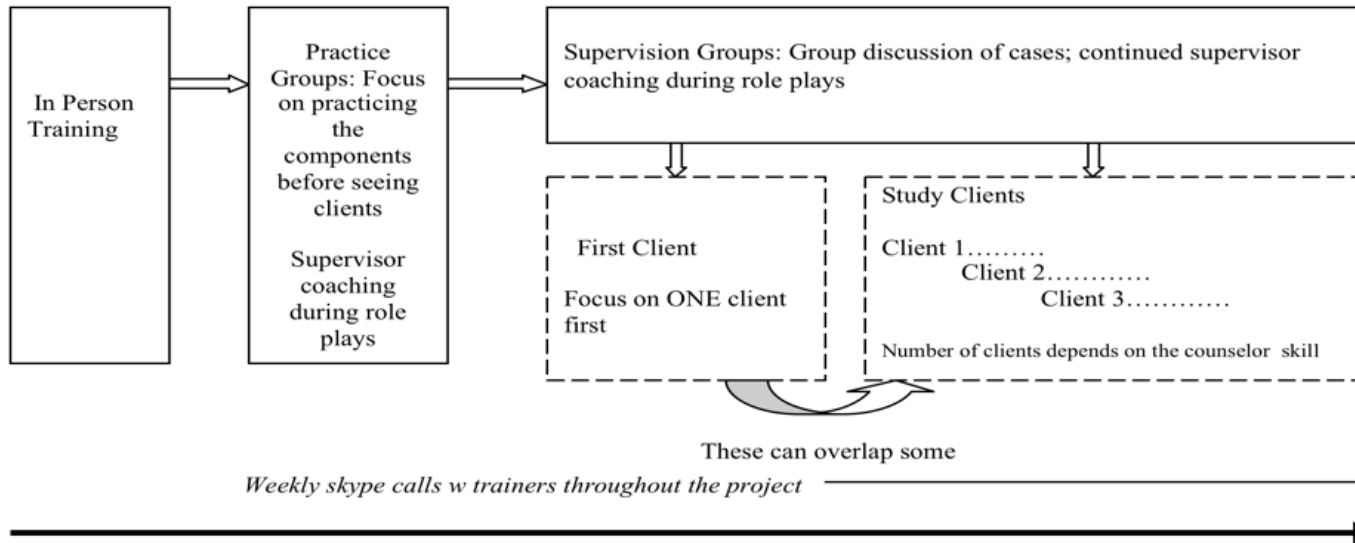 In Person
Training
Practice
Groups: Focus
on practicing
the
components
before seeing
clients
Supervisor
coaching
during role
plays
Supervision Groups: Group discussion of cases; continued supervisor
coaching during role plays
First Client
Focus on ONE client
first
Study Clients
Client 1.........
Client 2............
Client 3............
Number of clients depends on the counselor skill
These can overlap some
Weekly skype calls w trainers throughout the project